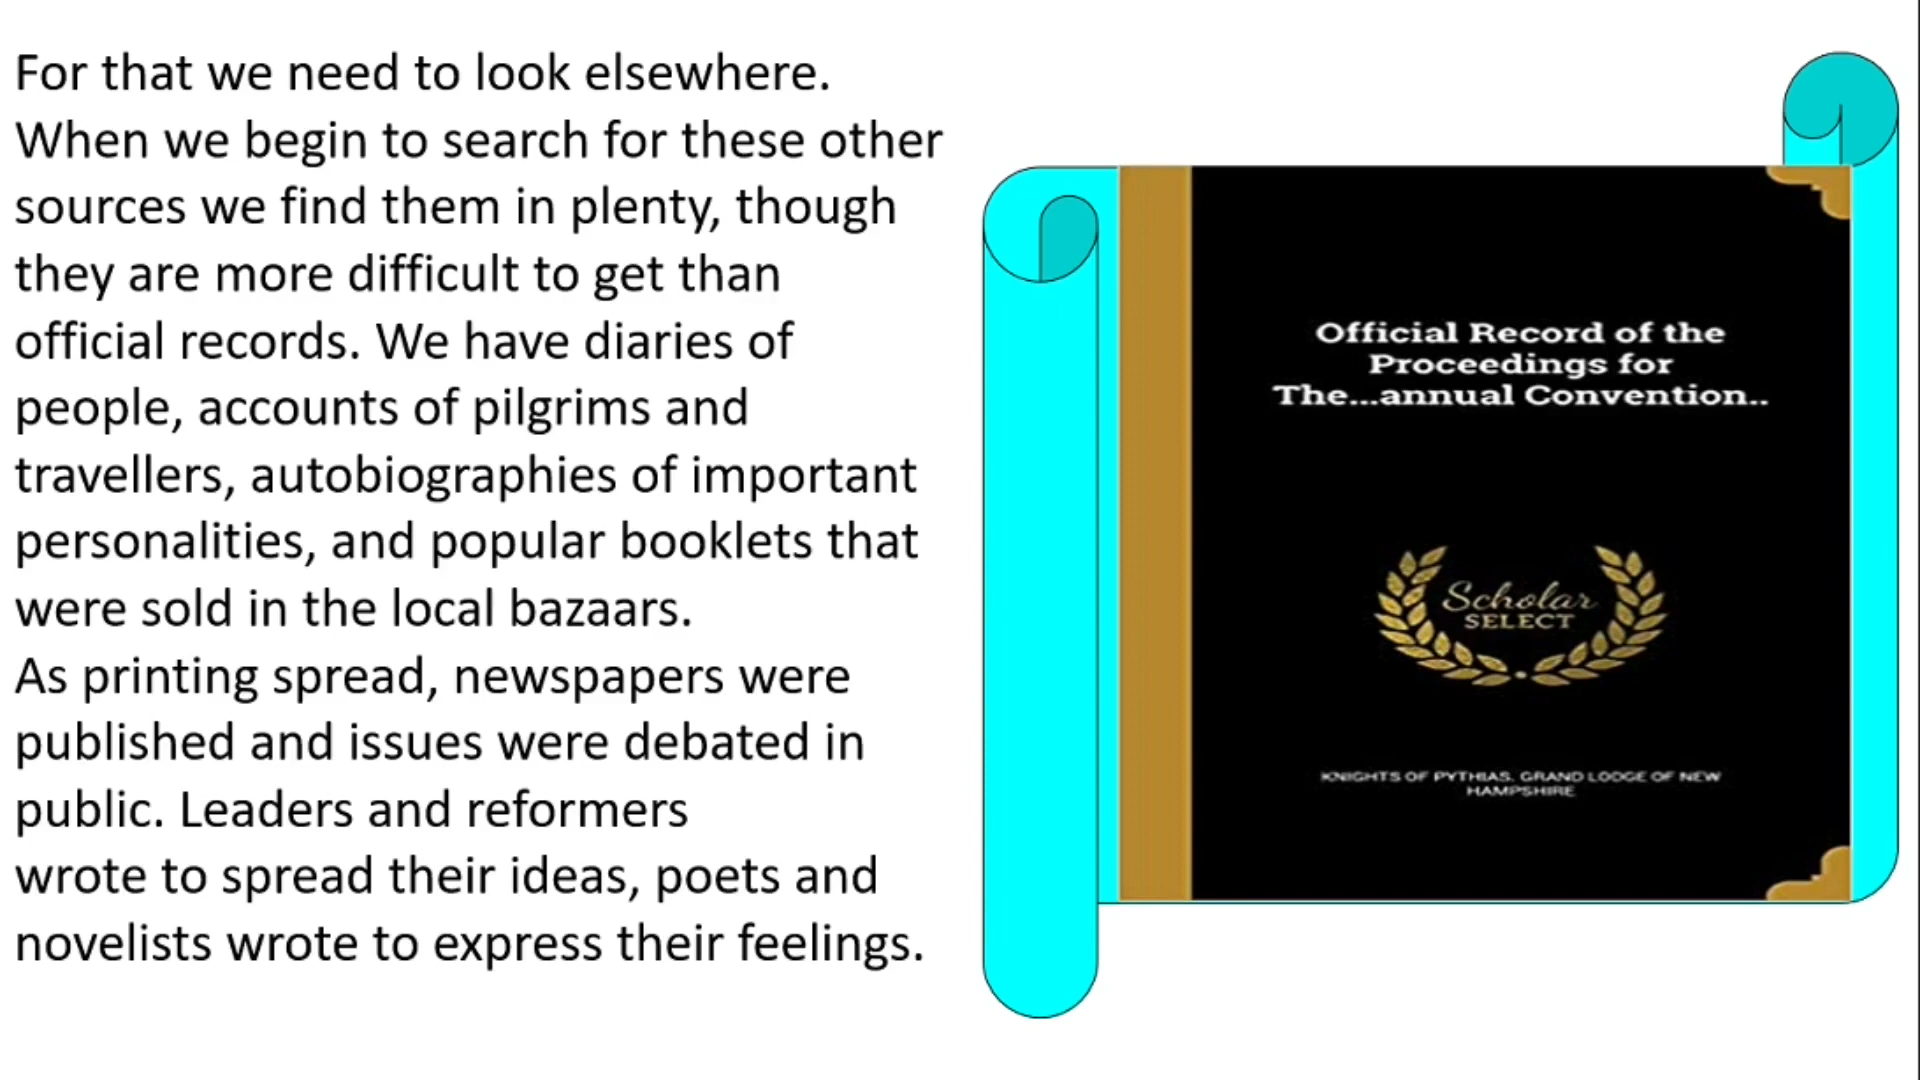 For that we need to look elsewhere.
When we begin to search for these other
sources we find them in plenty, though
they are more difficult to get than
official records. We have diaries of
people, accounts of pilgrims and
travellers, autobiographies of important
personalities, and popular booklets that
were sold in the local bazaars.
As printing spread, newspapers were
published and issues were debated in
public. Leaders and reformers
wrote to spread their ideas, poets and
novelists wrote to express their feelings.
Official Record of the
Proceedings for
The...annual Convention..
Scholar
SELECT
KNIGHTS OF PYTHIAS. GRAND LODGE OF NEW
HAMPSHIRE